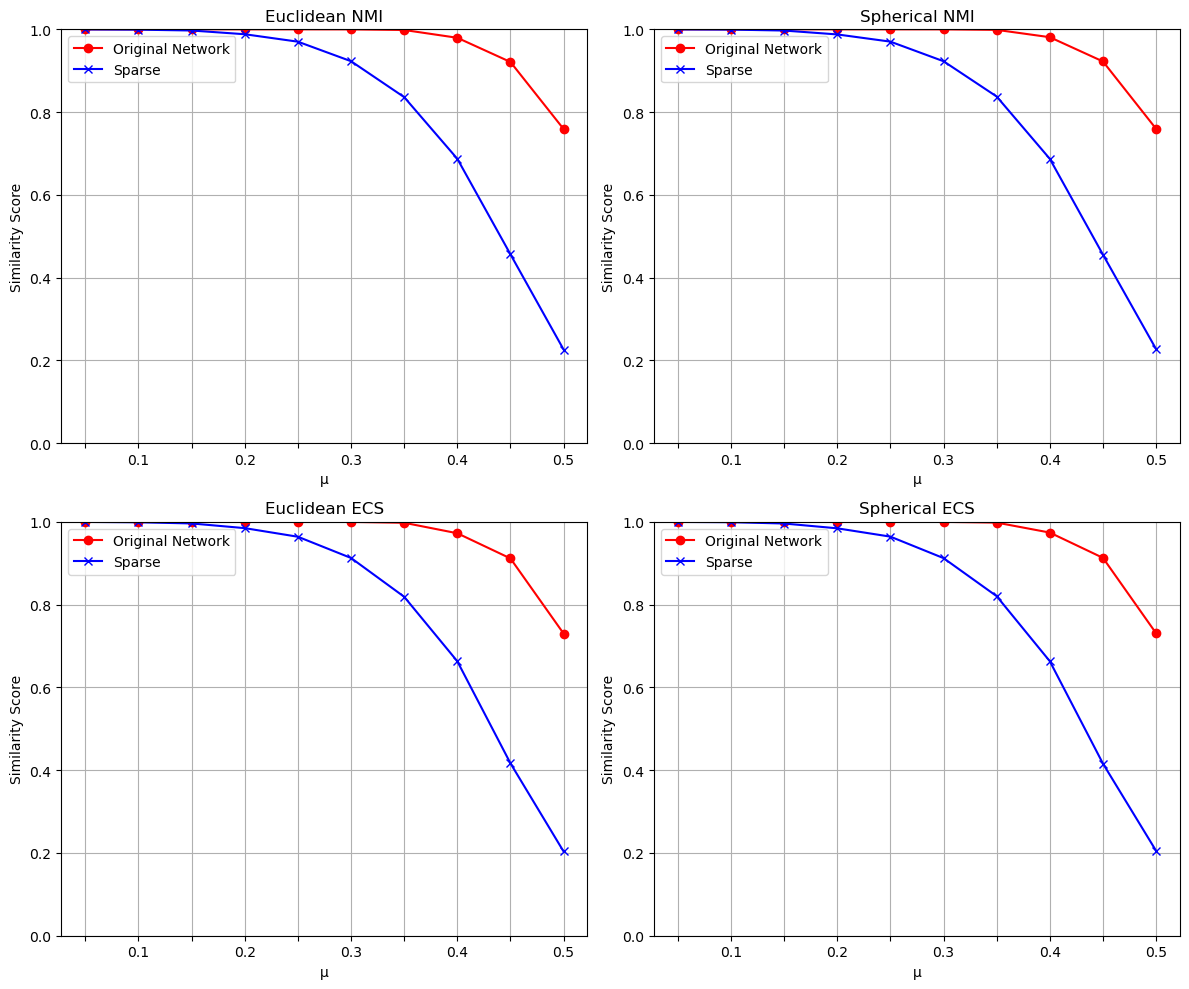 Euclidean NMI
1.0
0.8
0.6
0.4
0.2
0.0
Similarity Score
Original Network
Sparse
0.1 0.2 0.3 0.4 0.5
μ
Spherical NMI
1.0
0.8
0.6
0.4
0.2
0.0
Similarity Score
Original Network
Sparse
0.1 0.2 0.3 0.4 0.5
μ
Euclidean ECS
1.0
0.8
0.6
0.4
0.2
0.0
Similarity Score
Original Network
Sparse
0.1 0.2 0.3 0.4 0.5
μ
Spherical ECS
1.0
0.8
0.6
0.4
0.2
0.0
Similarity Score
Original Network
Sparse
0.1 0.2 0.3 0.4 0.5
μ